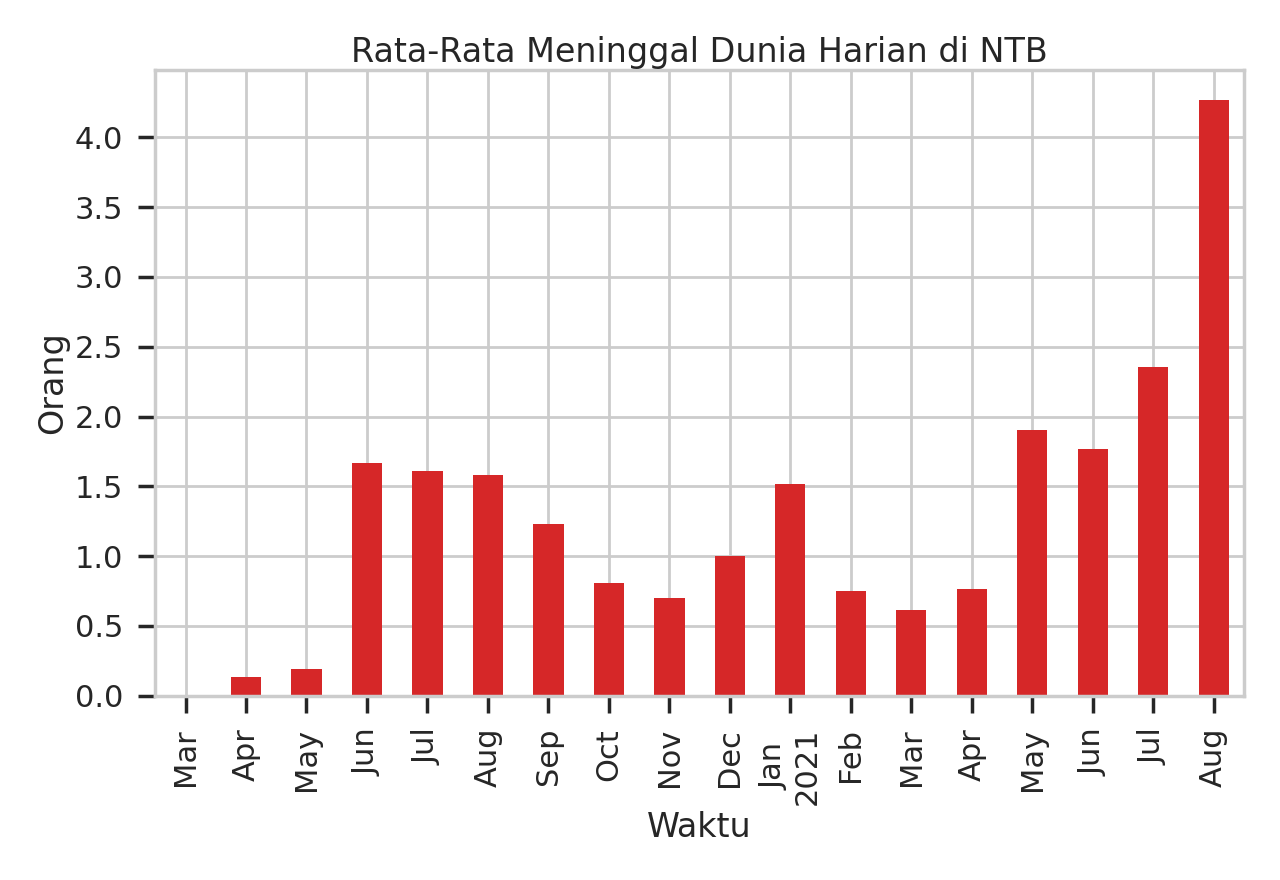 Rata-Rata Meninggal Dunia Harian di NTB
4.0
3.5
3.0
2.5
2.0
1.5
1.0
0.5
0.0
Orang
Mar
Apr
May
Jun
Jul
Aug
Sep
Oct
Nov
Dec
Jan
2021
Feb
Mar
Apr
May
Jun
Jul
Aug
Waktu